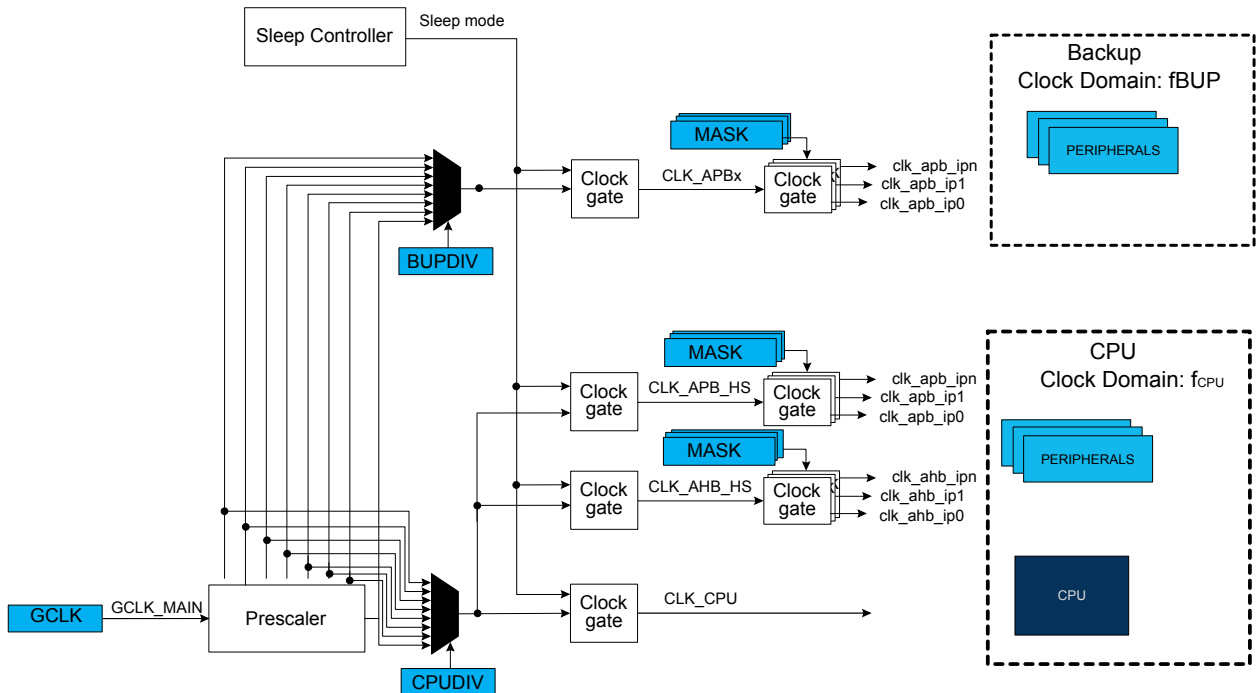 Sleep mode
Sleep Controller
Backup
Clock Domain: fBUP
PERIPHERALS
MASK
Clock
gate
CLK_APBx
Clock
gate
clk_apb_ipn
clk_apb_ip1
clk_apb_ip0
BUPDIV
CPU
Clock Domain: fCPU
PERIPHERALS
CPU
MASK
Clock
gate
CLK_APB_HS
Clock
gate
clk_apb_ipn
clk_apb_ip1
clk_apb_ip0
MASK
Clock
gate
CLK_AHB_HS
Clock
gate
clk_ahb_ipn
clk_ahb_ip1
clk_ahb_ip0
Clock
gate
CLK_CPU
GCLK
GCLK_MAIN
Prescaler
CPUDIV